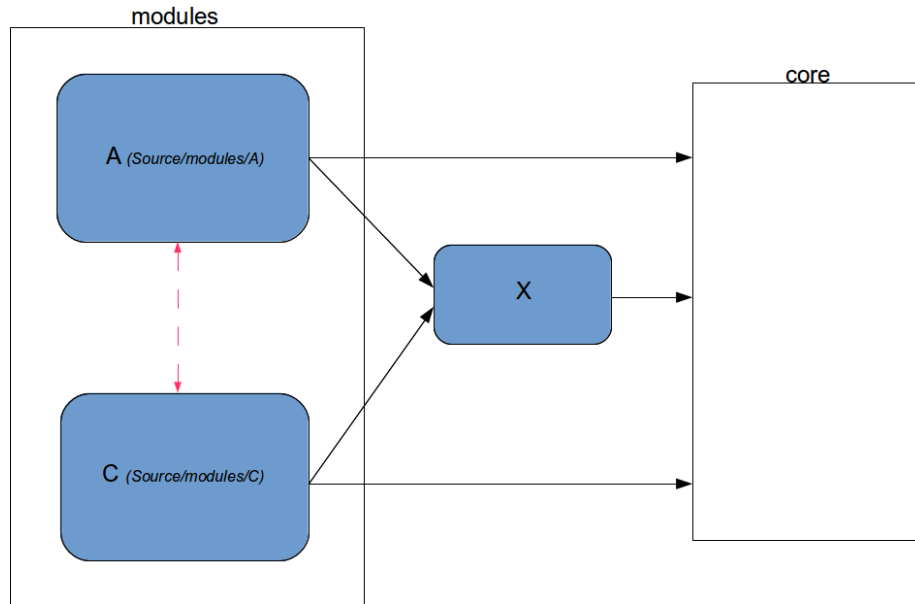 modules
core
A (Source/modules/A)
X
C (Source/modules/C)